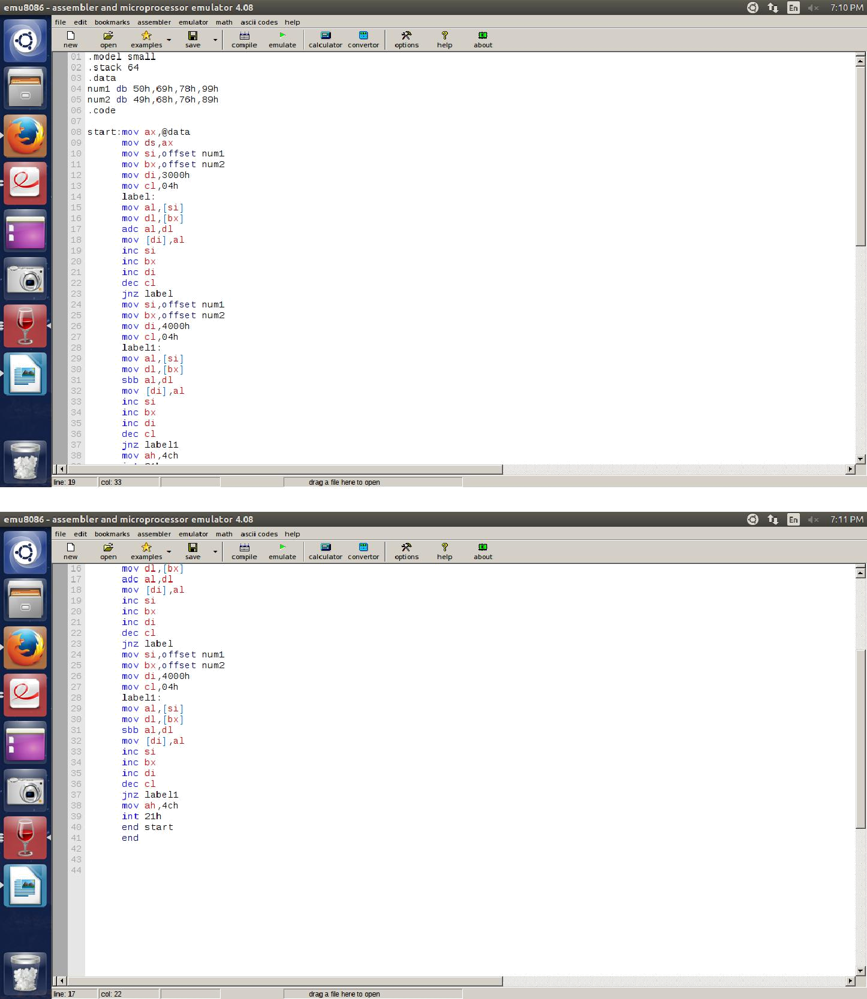 emu8086 - assembler and microprocessor emulator 4.08 En 7:10 PM
file edit bookmarks assembler emulator math ascii codes help
new open examples save compile emulate calculator convertor options help about
01 .model small
02 .stack 64
03 .data
04 num1 db 50h,69h,78h,99h
05 num2 db 49h,68h,76h,89h
06 .code
07
08 start:mov ax,@data
09 mov ds,ax
10 mov si,offset num1
11 mov bx,offset num2
12 mov di,3000h
13 mov cl,04h
14 label:
15 mov al,[si]
16 mov dl,[bx]
17 adc al,dl
18 mov [di],al
19 inc si
20 inc bx
21 inc di
22 dec cl
23 jnz label
24 mov si,offset num1
25 mov bx,offset num2
26 mov di,4000h
27 mov cl,04h
28 label1:
29 mov al,[si]
30 mov dl,[bx]
31 sbb al,dl
32 mov [di],al
33 inc si
34 inc bx
35 inc di
36 dec cl
37 jnz label1
38 mov ah,4ch
line: 19 col: 33 drag a file here to open
emu8086 - assembler and microprocessor emulator 4.08 En 7:11 PM
file edit bookmarks assembler emulator math ascii codes help
new open examples save compile emulate calculator convertor options help about
16 mov dl,[bx]
17 adc al,dl
18 mov [di],al
19 inc si
20 inc bx
21 inc di
22 dec cl
23 jnz label
24 mov si,offset num1
25 mov bx,offset num2
26 mov di,4000h
27 mov cl,04h
28 label1:
29 mov al,[si]
30 mov dl,[bx]
31 sbb al,dl
32 mov [di],al
33 inc si
34 inc bx
35 inc di
36 dec cl
37 jnz label1
38 mov ah,4ch
39 int 21h
40 end start
41 end
42
43
44
line: 17 col: 22 drag a file here to open